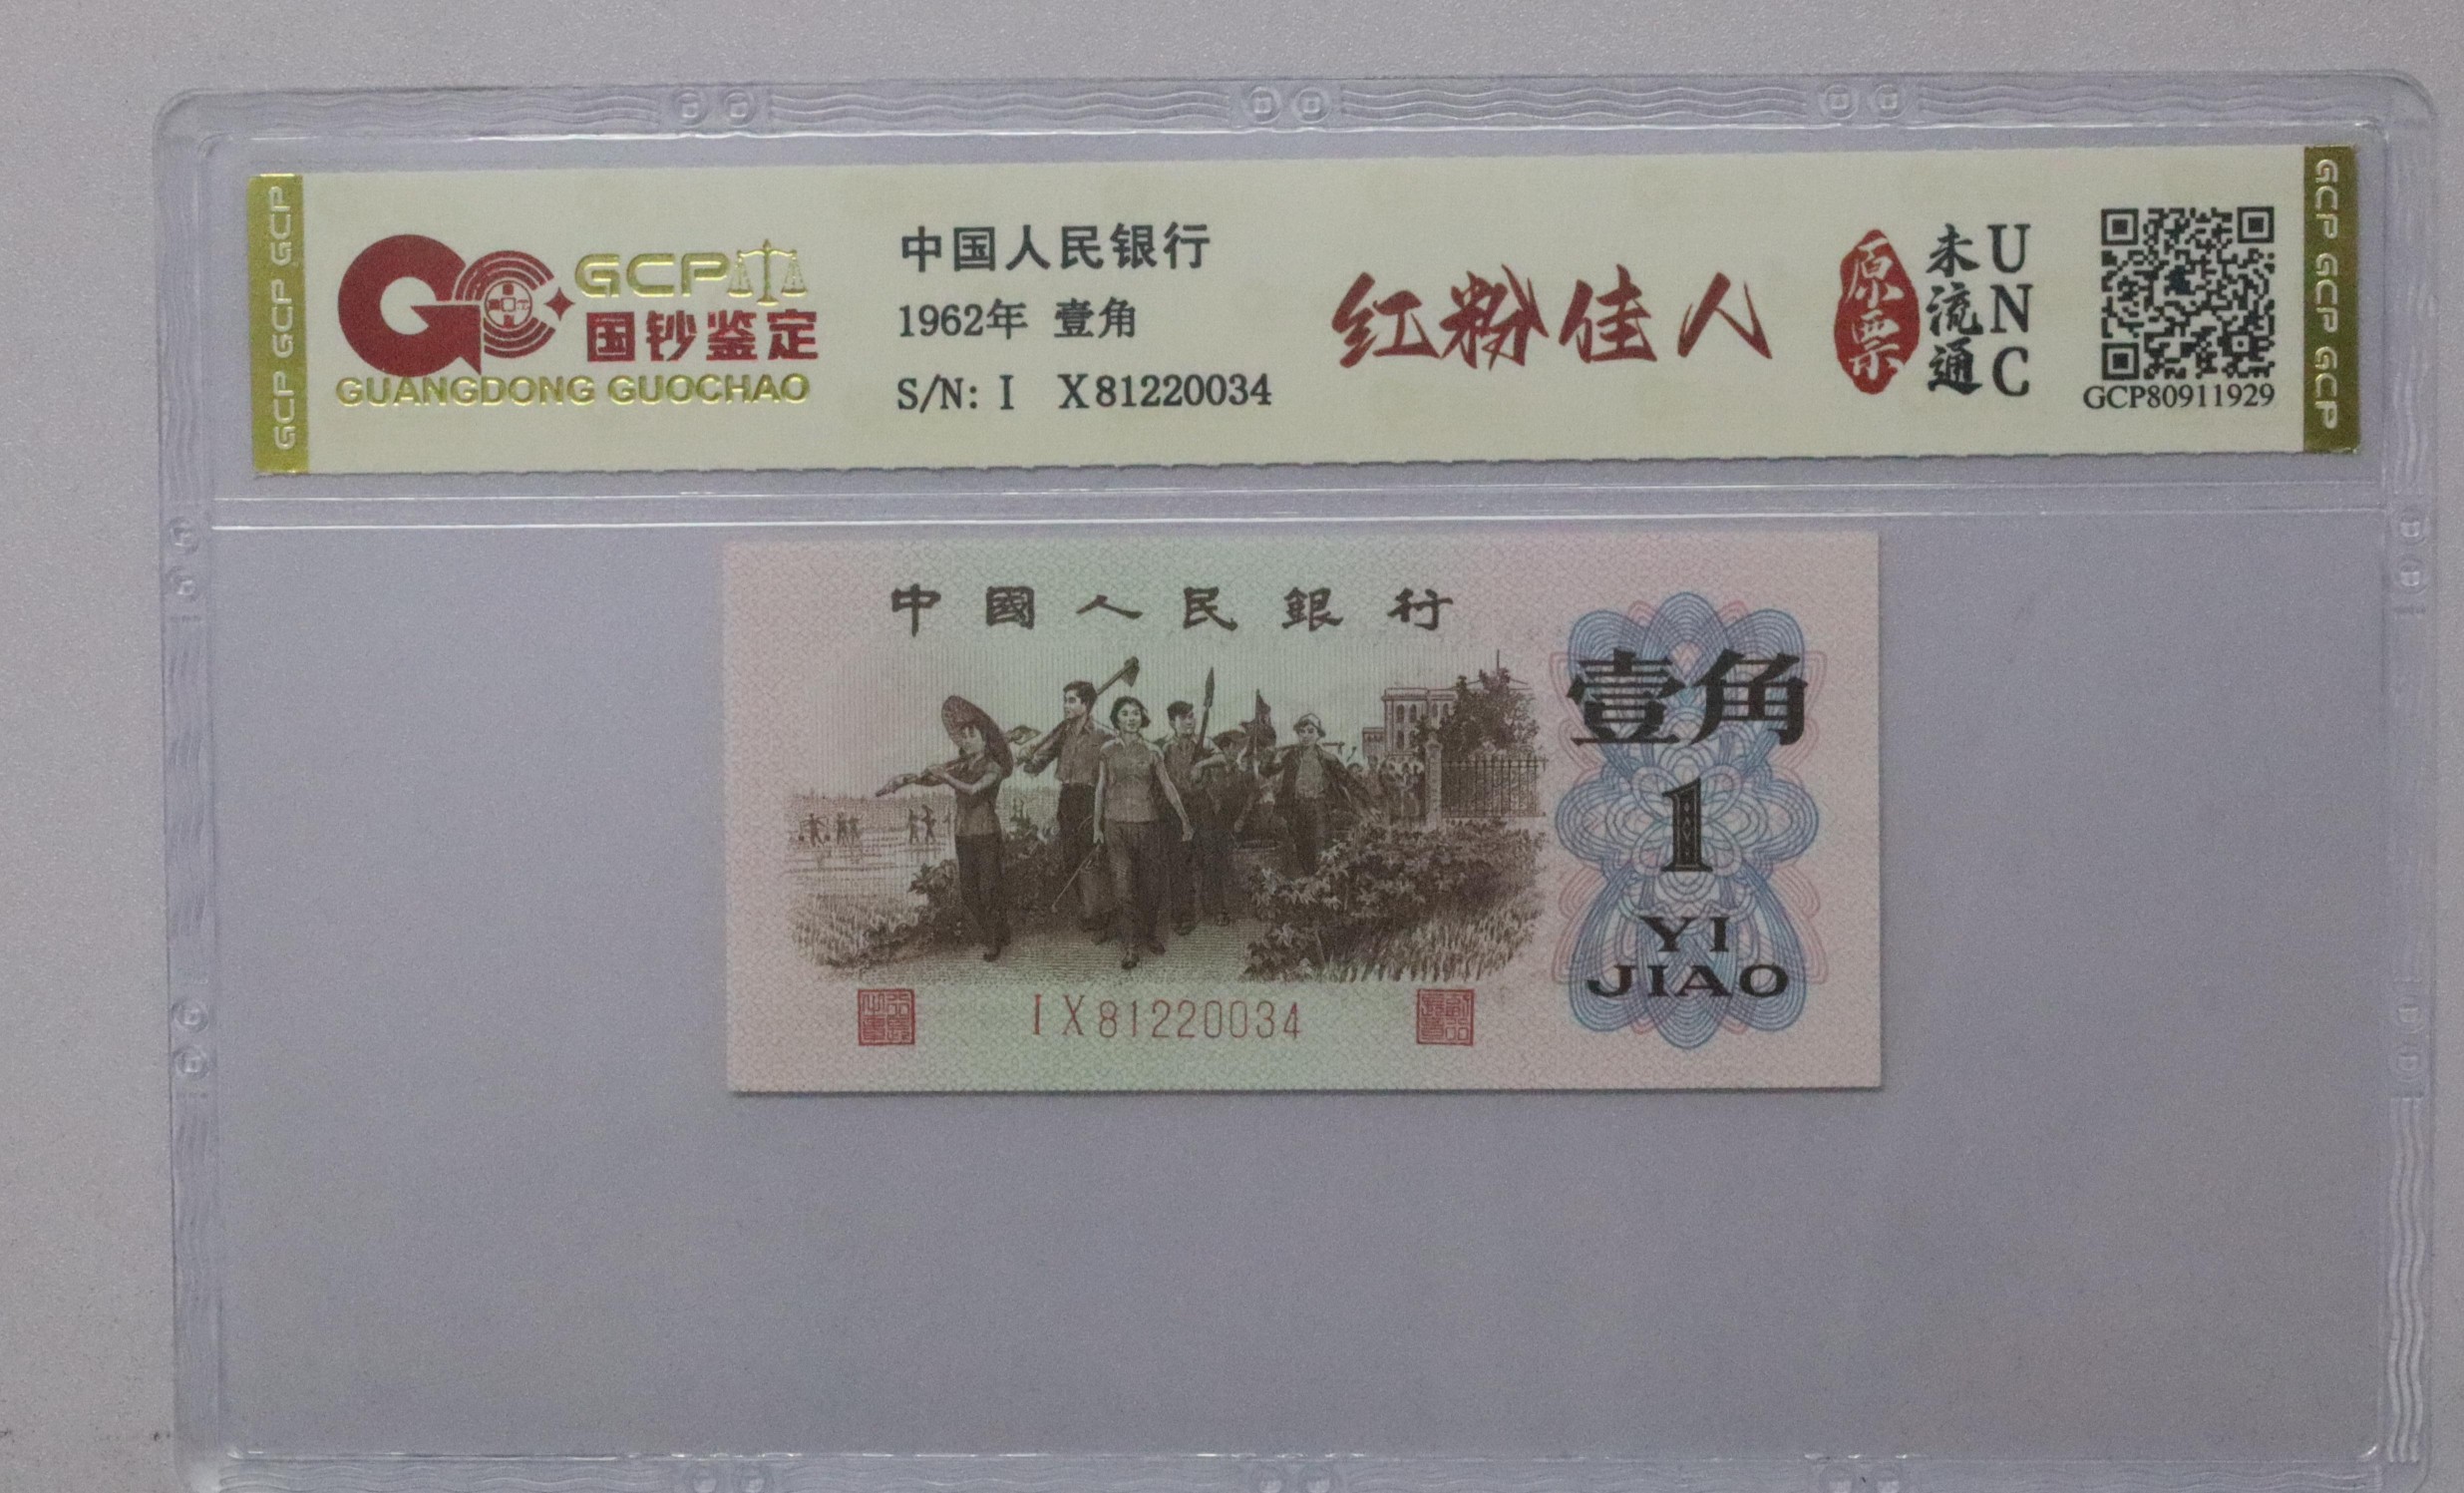 GCP GCP GCP
GCP
国钞鉴定
GUANGDONG GUOCHAO
中国人民银行
1962年 壹角
S/N: I X81220034
红粉佳人
原票
未流通
UNC
GCP80911929
GCP GCP GCP
中國人民銀行
壹角
1
YI
JIAO
I X 81220034